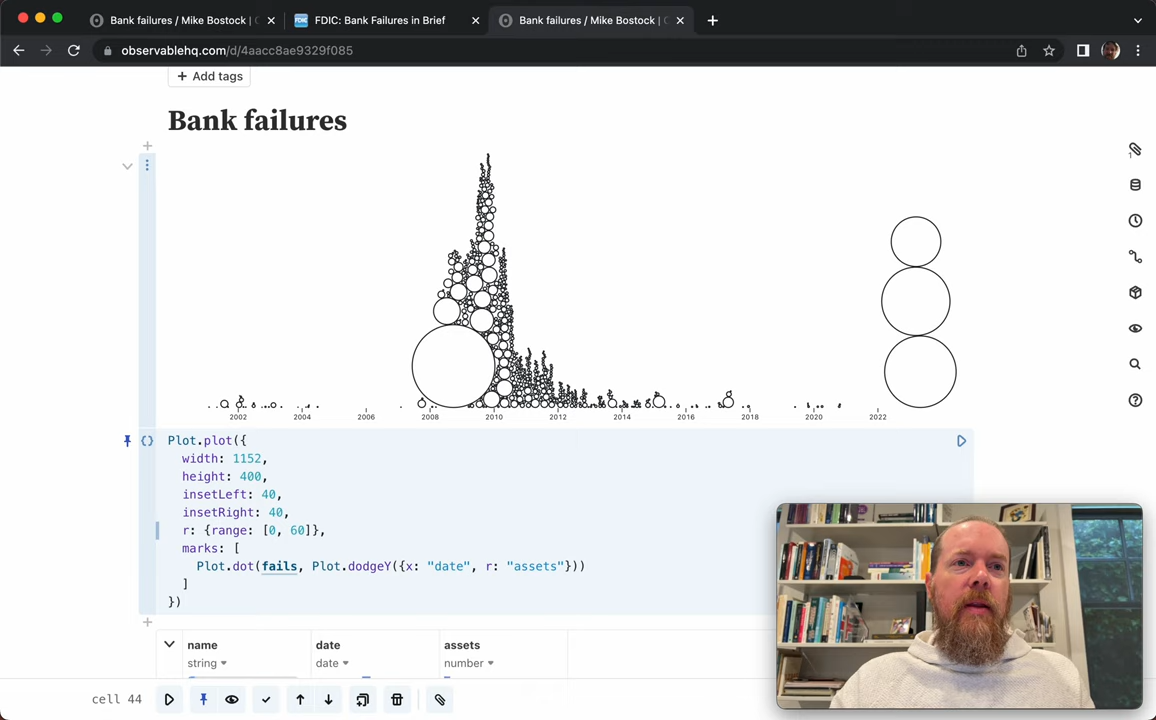 Bank failures / Mike Bostock | C
FDIC: Bank Failures in Brief
Bank failures / Mike Bostock | C
observablehq.com/d/4aacc8ae9329f085
+ Add tags
Bank failures
2002 2004 2006 2008 2010 2012 2014 2016 2018 2020 2022
Plot.plot({
width: 1152,
height: 400,
insetLeft: 40,
insetRight: 40,
r: {range: [0, 60]},
marks: [
Plot.dot(fails, Plot.dodgeY({x: "date", r: "assets"}))
]
})
name date assets
string date number
cell 44